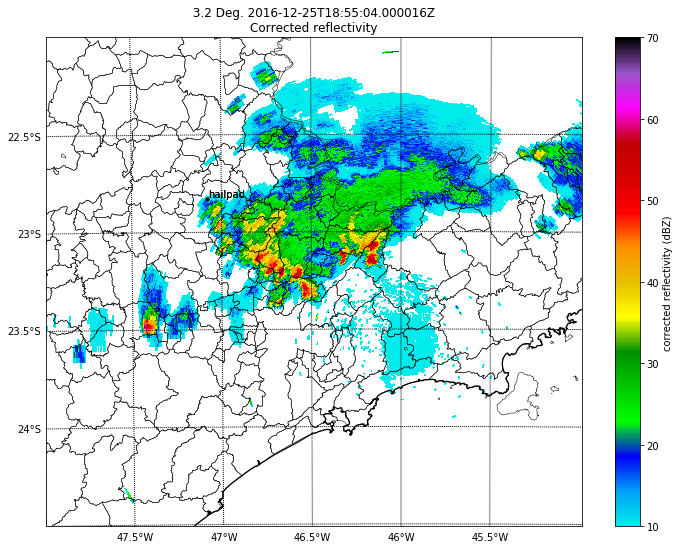 3.2 Deg. 2016-12-25T18:55:04.000016Z
Corrected reflectivity
70
60
50
40
30
20
10
corrected reflectivity (dBZ)
22.5°S
hailpad
23°S
23.5°S
24°S
47.5°W
47°W
46.5°W
46°W
45.5°W